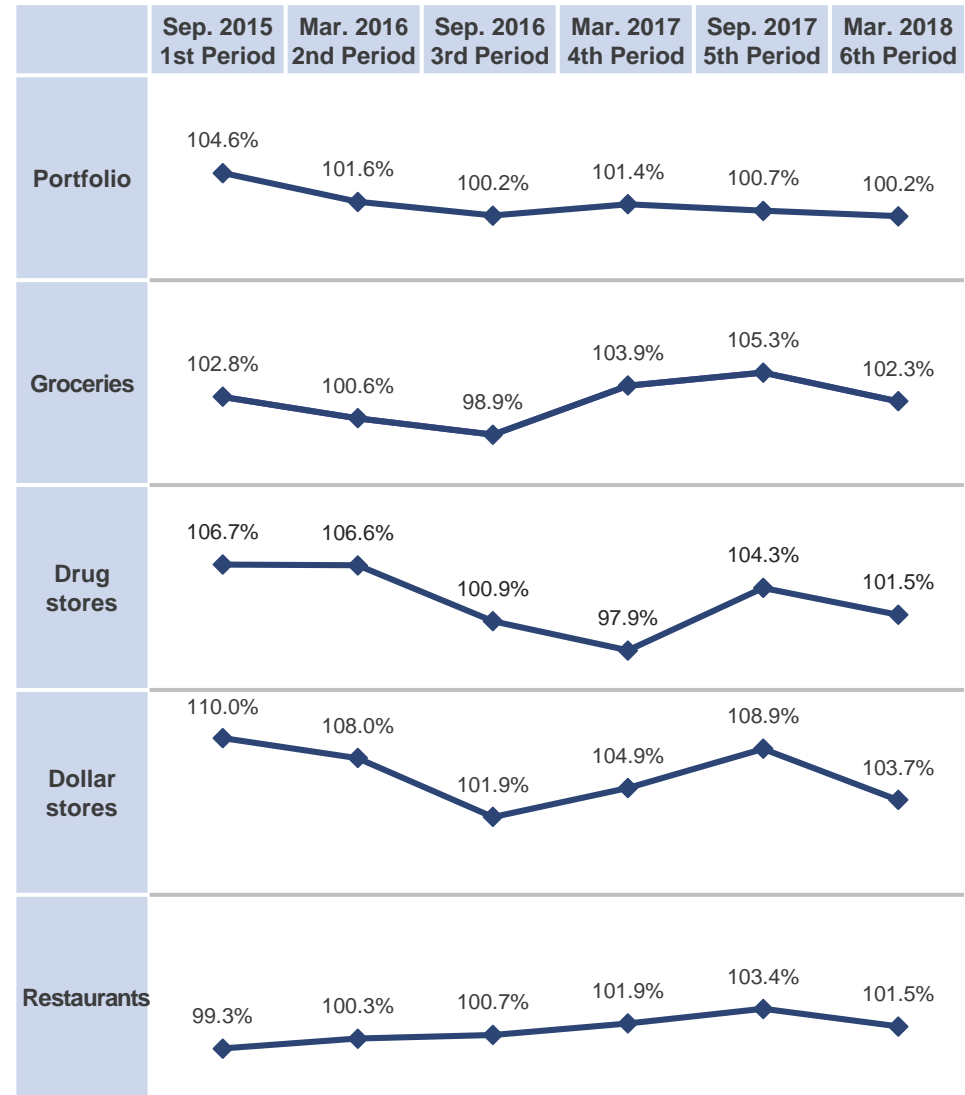 Sep. 2015 Mar. 2016 Sep. 2016 Mar. 2017 Sep. 2017 Mar. 2018
1st Period 2nd Period 3rd Period 4th Period 5th Period 6th Period
Portfolio
104.6% 101.6% 100.2% 101.4% 100.7% 100.2%
Groceries
102.8% 100.6% 98.9% 103.9% 105.3% 102.3%
Drug
stores
106.7% 106.6% 100.9% 97.9% 104.3% 101.5%
Dollar
stores
110.0% 108.0% 101.9% 104.9% 108.9% 103.7%
Restaurants
99.3% 100.3% 100.7% 101.9% 103.4% 101.5%